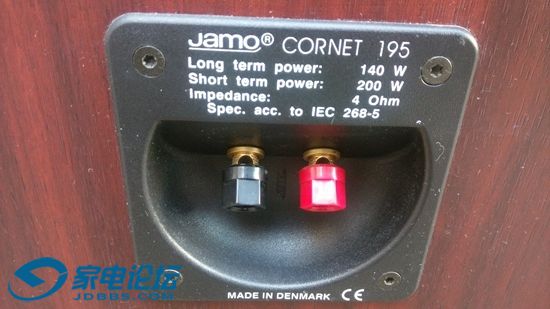 Jamo® CORNET 195
Long term power: 140 W
Short term power: 200 W
Impedance: 4 Ohm
Spec. acc. to IEC 268-5
家电论坛
JDBBS.COM
MADE IN DENMARK CE